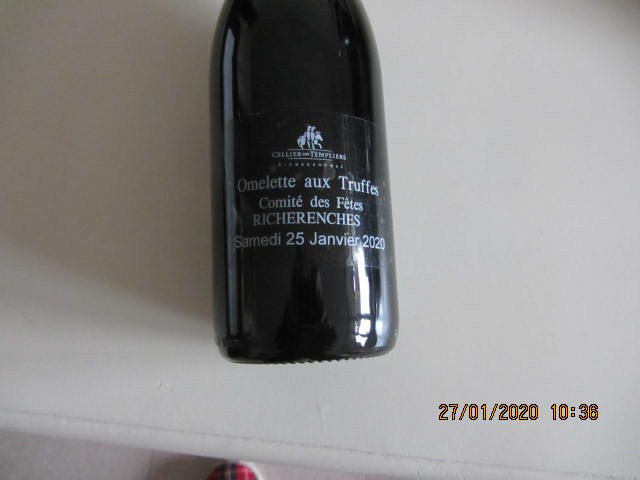 CELLIER DES TEMPLIERS
RICHERENCHES
Omelette aux Truffes
Comité des Fêtes
RICHERENCHES
Samedi 25 Janvier 2020
27/01/2020 10:36